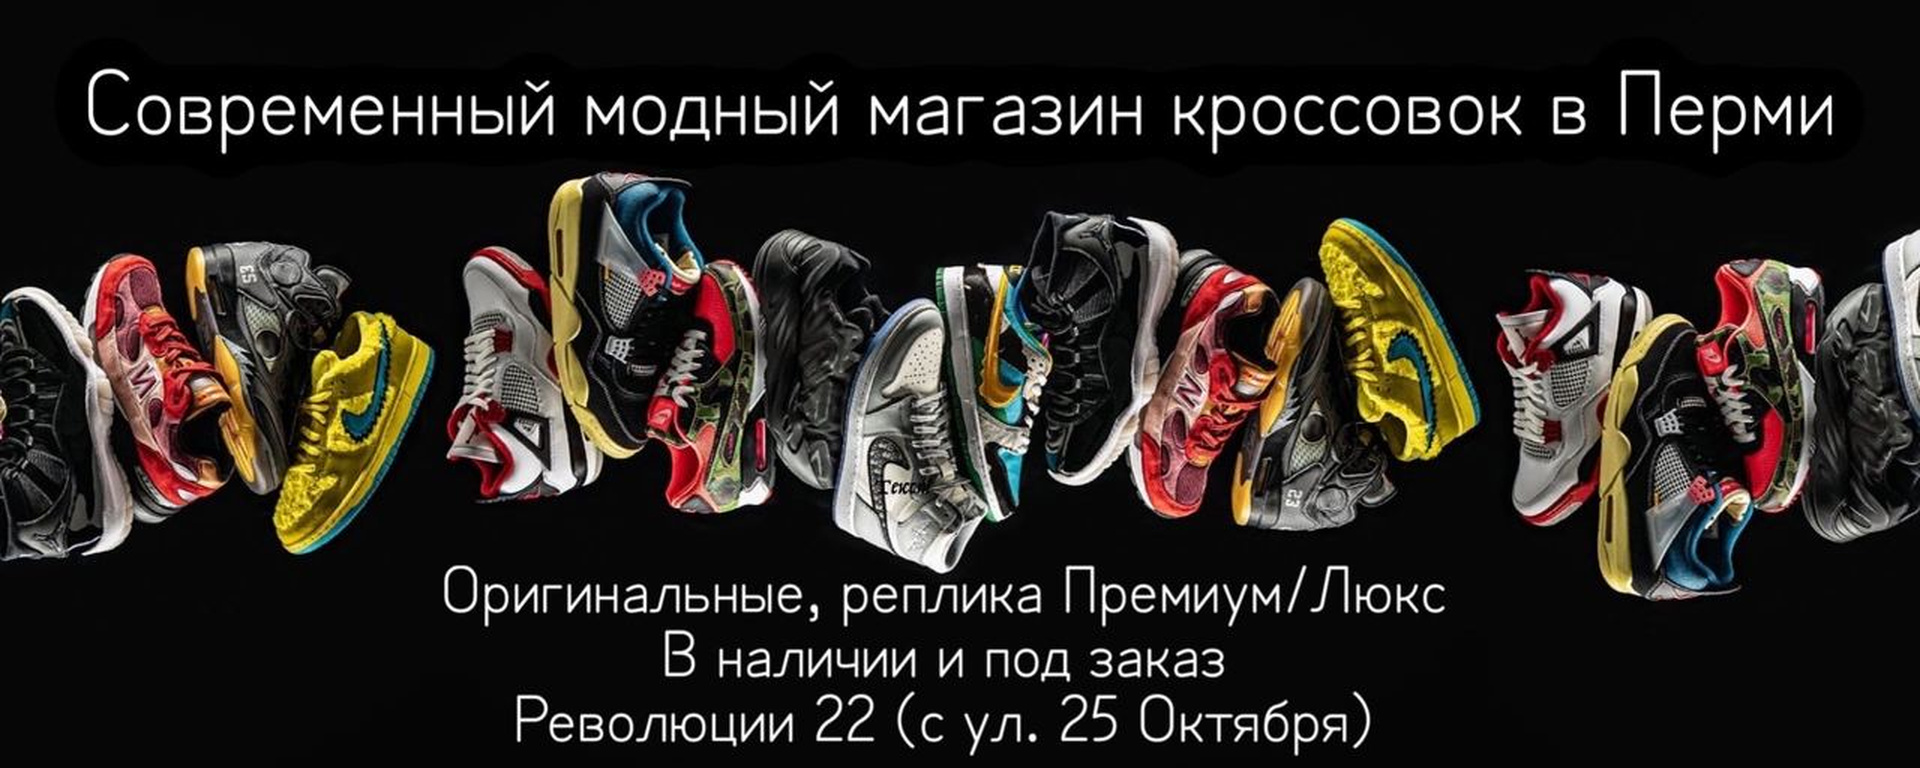 Современный модный магазин кроссовок в Перми
Оригинальные, реплика Премиум/Люкс
В наличии и под заказ
Революции 22 (с ул. 25 Октября)